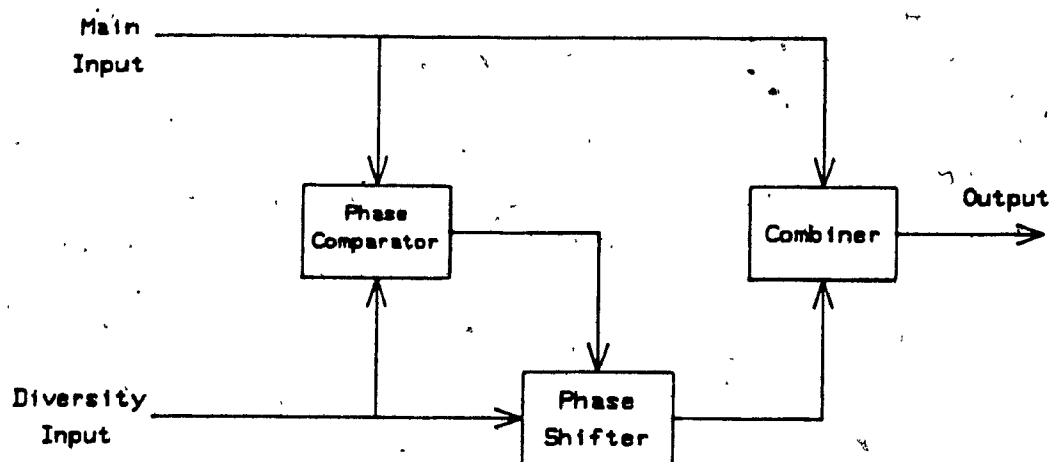 Main
Input
Phase
Comparator
Combiner
Output
Diversity
Input
Phase
Shifter